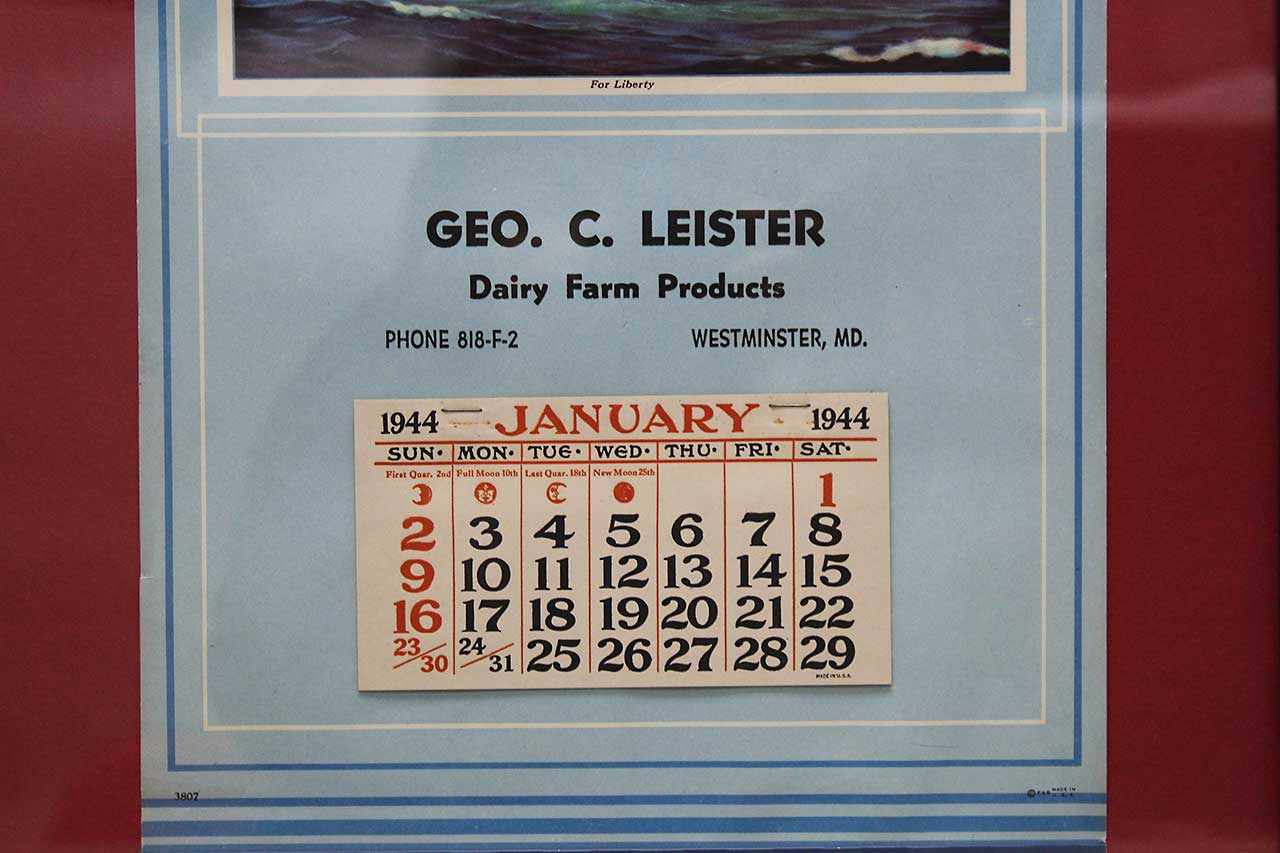 For Liberty
GEO. C. LEISTER
Dairy Farm Products
PHONE 818-F-2 WESTMINSTER, MD.
1944 JANUARY 1944
SUN· MON· TUE· WED· THU· FRI· SAT·
First Quar. 2nd Full Moon 10th Last Quar. 18th New Moon 25th
1
2 3 4 5 6 7 8
9 10 11 12 13 14 15
16 17 18 19 20 21 22
23/30 24/31 25 26 27 28 29
MADE IN U.S.A.
3807 © MADE IN
U.S.A.